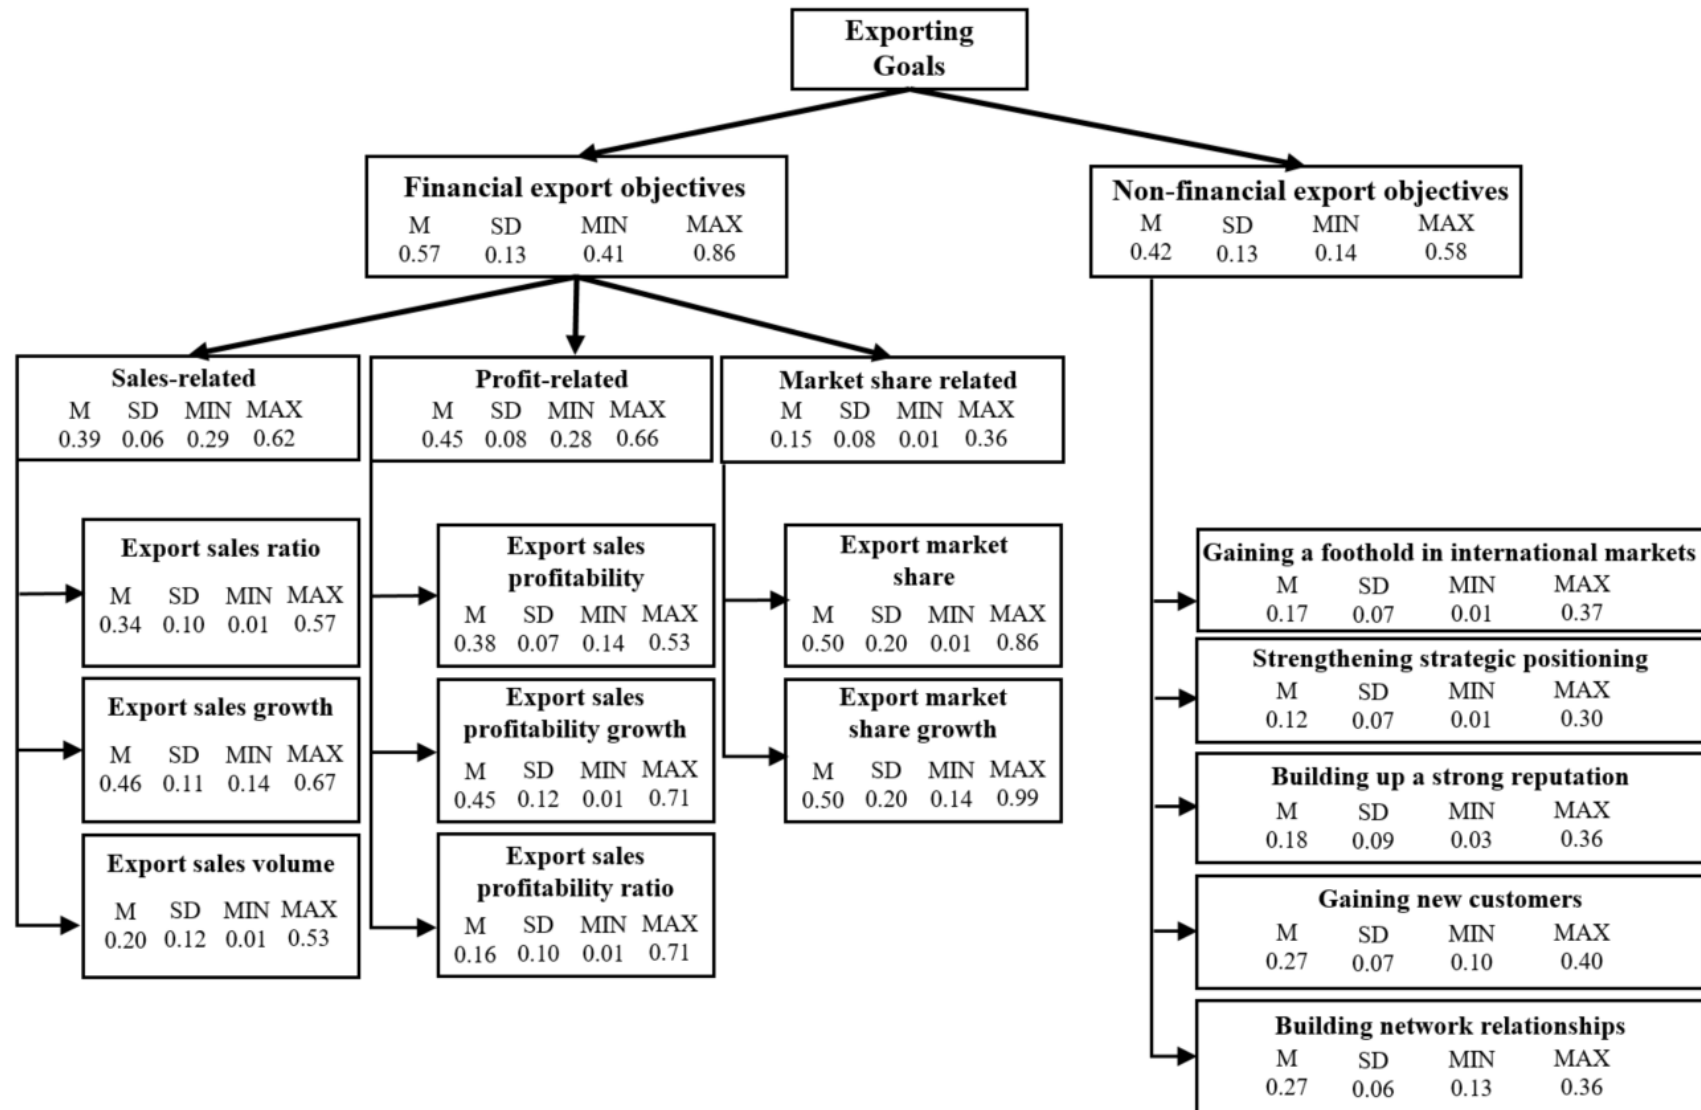 Exporting
Goals
Financial export objectives
M SD MIN MAX
0.57 0.13 0.41 0.86
Non-financial export objectives
M SD MIN MAX
0.42 0.13 0.14 0.58
Sales-related
M SD MIN MAX
0.39 0.06 0.29 0.62
Profit-related
M SD MIN MAX
0.45 0.08 0.28 0.66
Market share related
M SD MIN MAX
0.15 0.08 0.01 0.36
Export sales ratio
M SD MIN MAX
0.34 0.10 0.01 0.57
Export sales growth
M SD MIN MAX
0.46 0.11 0.14 0.67
Export sales volume
M SD MIN MAX
0.20 0.12 0.01 0.53
Export sales
profitability
M SD MIN MAX
0.38 0.07 0.14 0.53
Export sales
profitability growth
M SD MIN MAX
0.45 0.12 0.01 0.71
Export sales
profitability ratio
M SD MIN MAX
0.16 0.10 0.01 0.71
Export market
share
M SD MIN MAX
0.50 0.20 0.01 0.86
Export market
share growth
M SD MIN MAX
0.50 0.20 0.14 0.99
Gaining a foothold in international markets
M SD MIN MAX
0.17 0.07 0.01 0.37
Strengthening strategic positioning
M SD MIN MAX
0.12 0.07 0.01 0.30
Building up a strong reputation
M SD MIN MAX
0.18 0.09 0.03 0.36
Gaining new customers
M SD MIN MAX
0.27 0.07 0.10 0.40
Building network relationships
M SD MIN MAX
0.27 0.06 0.13 0.36